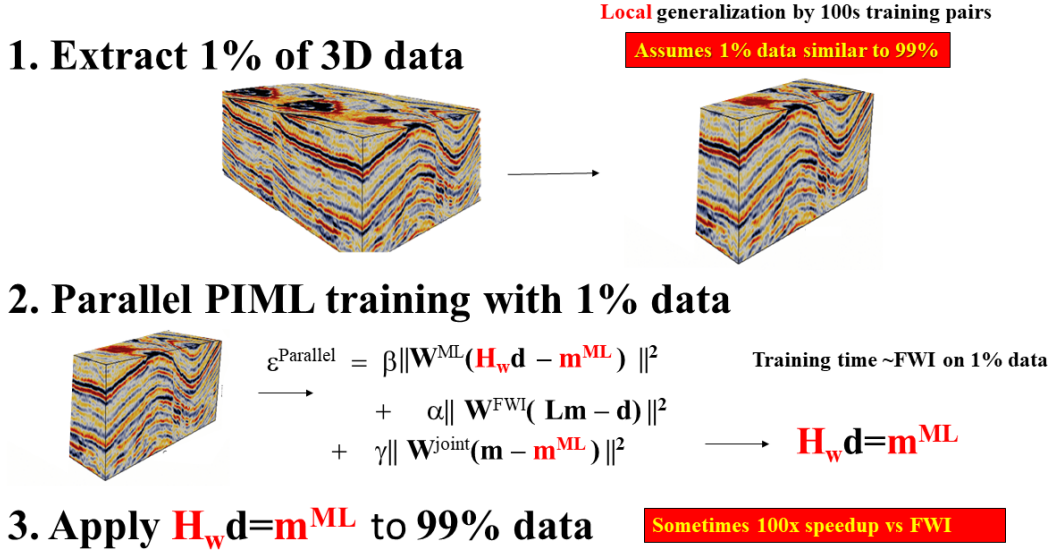 Local generalization by 100s training pairs
1. Extract 1% of 3D data
Assumes 1% data similar to 99%
2. Parallel PIML training with 1% data
ε^Parallel = β||W^ML(H_w d – m^ML) ||²
Training time ~FWI on 1% data
+ α|| W^FWI( Lm – d) ||²
+ γ|| W^joint(m – m^ML) ||²
H_w d=m^ML
3. Apply H_w d=m^ML to 99% data
Sometimes 100x speedup vs FWI